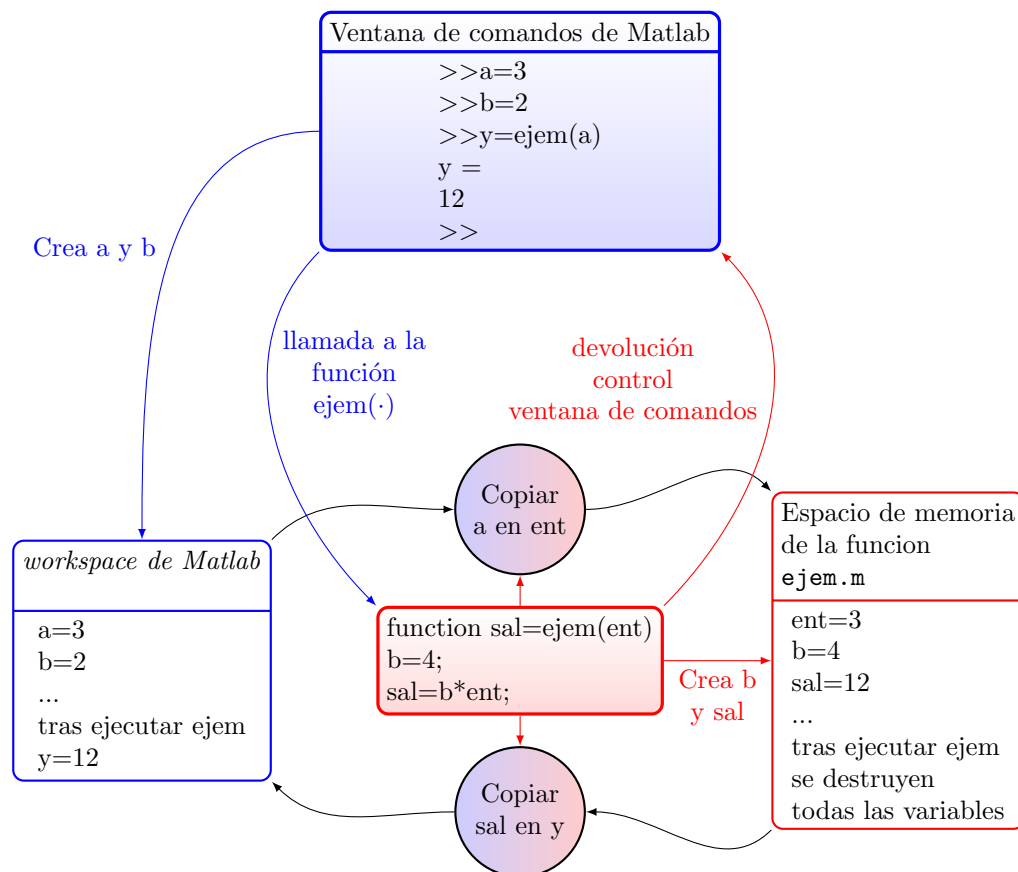 Ventana de comandos de Matlab
>>a=3
>>b=2
>>y=ejem(a)
y =
12
>>
Crea a y b
llamada a la
función
ejem(·)
devolución
control
ventana de comandos
Copiar
a en ent
Espacio de memoria
de la funcion
ejem.m
ent=3
b=4
sal=12
...
tras ejecutar ejem
se destruyen
todas las variables
workspace de Matlab
a=3
b=2
...
tras ejecutar ejem
y=12
function sal=ejem(ent)
b=4;
sal=b*ent;
Crea b
y sal
Copiar
sal en y